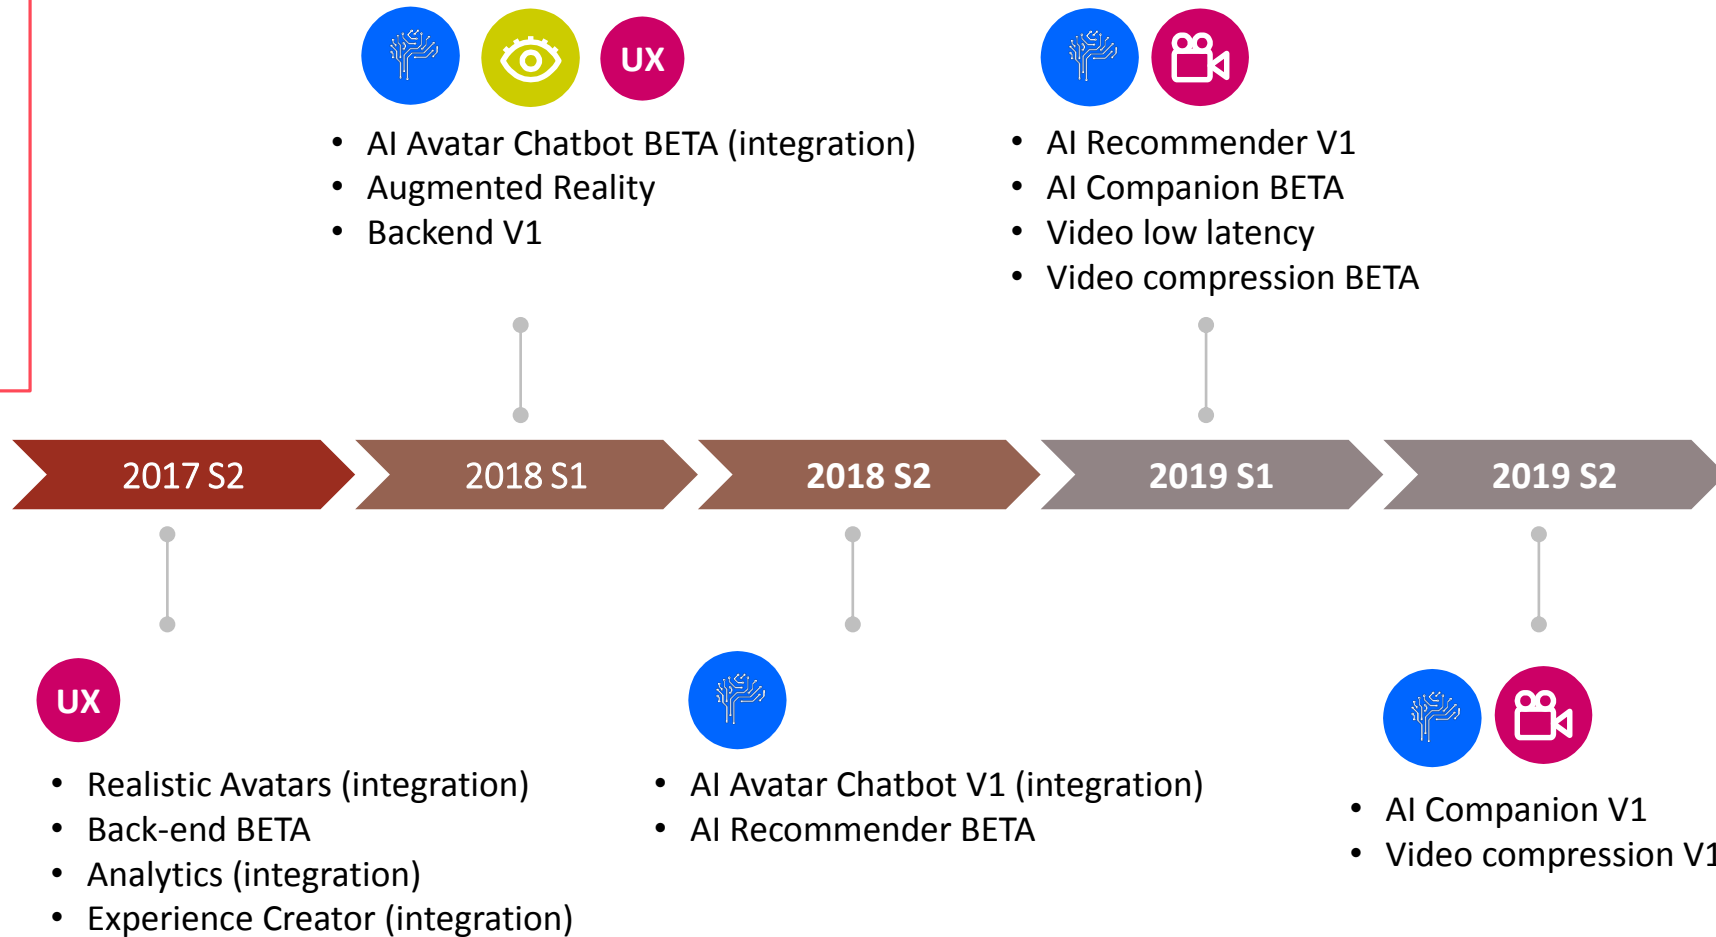 UX
• AI Avatar Chatbot BETA (integration)
• Augmented Reality
• Backend V1
• AI Recommender V1
• AI Companion BETA
• Video low latency
• Video compression BETA
2017 S2
2018 S1
2018 S2
2019 S1
2019 S2
UX
• Realistic Avatars (integration)
• Back-end BETA
• Analytics (integration)
• Experience Creator (integration)
• AI Avatar Chatbot V1 (integration)
• AI Recommender BETA
• AI Companion V1
• Video compression V1